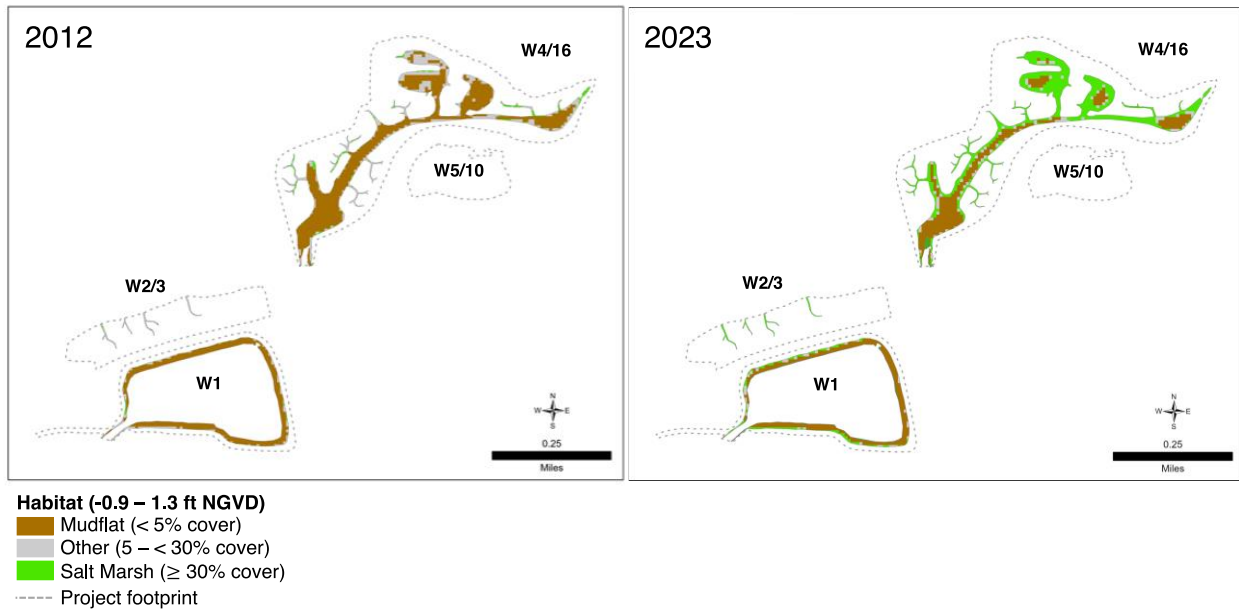 2012
W4/16
W5/10
W2/3
W1
N
W E
S
0.25
Miles
2023
W4/16
W5/10
W2/3
W1
N
W E
S
0.25
Miles
Habitat (-0.9 – 1.3 ft NGVD)
Mudflat (< 5% cover)
Other (5 – < 30% cover)
Salt Marsh (≥ 30% cover)
Project footprint